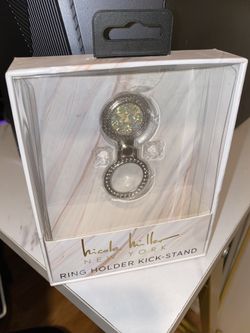 nicole miller
NEW YORK
RING HOLDER KICK-STAND